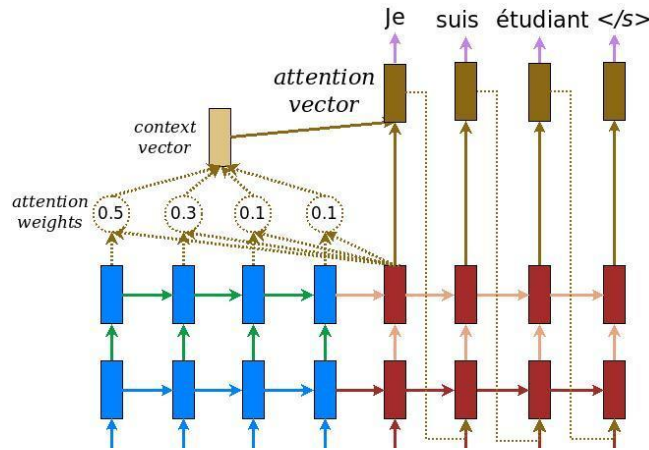 Je suis étudiant </s>
attention
vector
context
vector
attention
weights
0.5 0.3 0.1 0.1